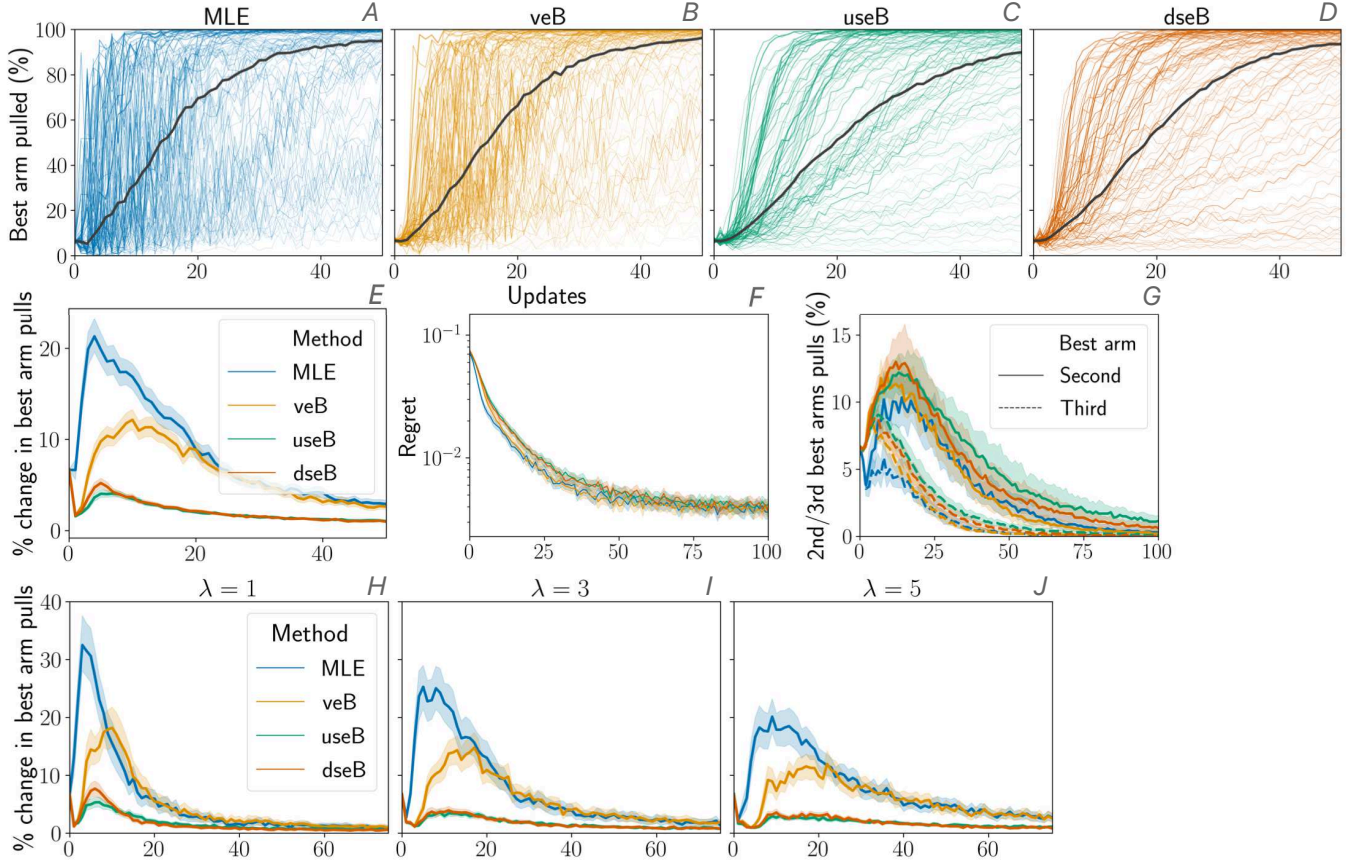 MLE A veB B useB C dseB D
Best arm pulled (%)
100
80
60
40
20
0
0 20 40 0 20 40 0 20 40 0 20 40
Updates
E F G
% change in best arm pulls
20
10
0
0 20 40
Method
MLE
veB
useB
dseB
Regret
10⁻¹
10⁻²
0 25 50 75 100
2nd/3rd best arms pulls (%)
15
10
5
0
0 25 50 75 100
Best arm
Second
Third
λ = 1 H λ = 3 I λ = 5 J
% change in best arm pulls
40
30
20
10
0
Method
MLE
veB
useB
dseB
0 20 40 60 0 20 40 60 0 20 40 60